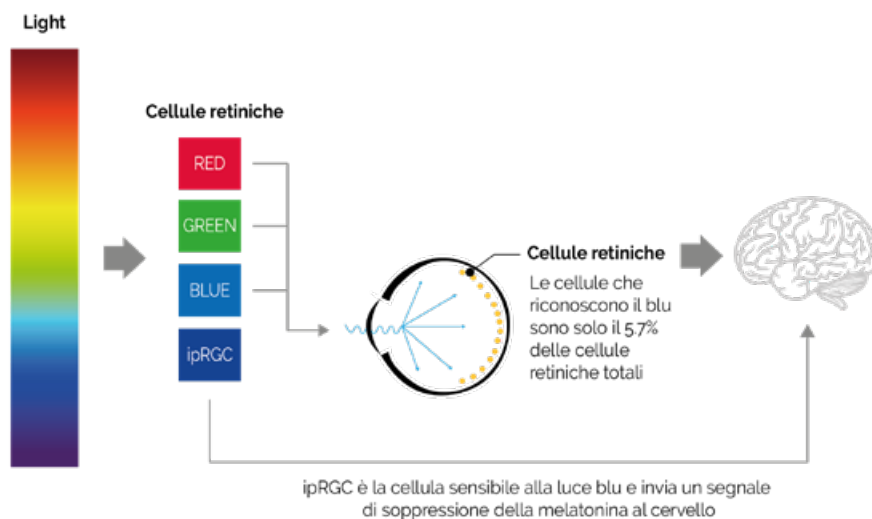 Light
Cellule retiniche
RED
GREEN
BLUE
ipRGC
Cellule retiniche
Le cellule che
riconoscono il blu
sono solo il 5.7%
delle cellule
retiniche totali
ipRGC è la cellula sensibile alla luce blu e invia un segnale
di soppressione della melatonina al cervello